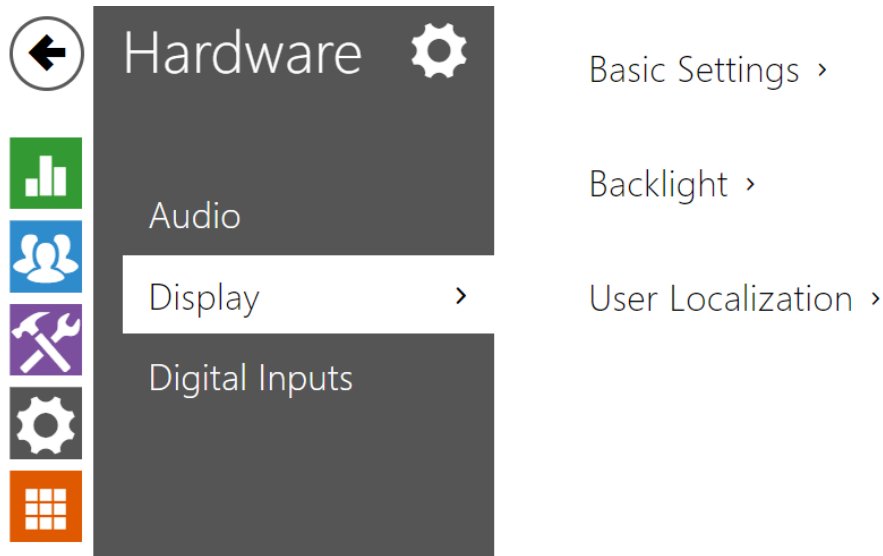 Hardware
Audio
Display
Digital Inputs
Basic Settings
Backlight
User Localization